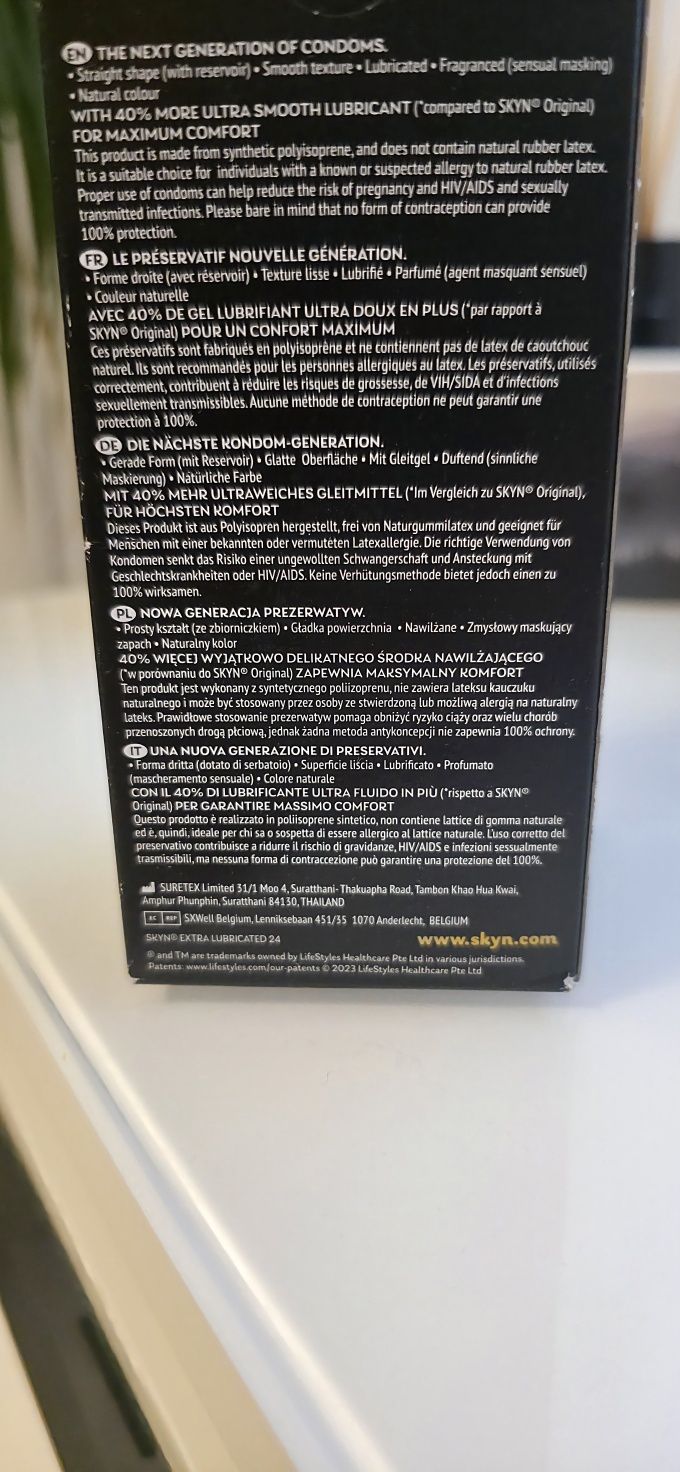 EN THE NEXT GENERATION OF CONDOMS.
• Straight shape (with reservoir) • Smooth texture • Lubricated • Fragranced (sensual masking)
• Natural colour
WITH 40% MORE ULTRA SMOOTH LUBRICANT (*compared to SKYN® Original)
FOR MAXIMUM COMFORT
This product is made from synthetic polyisoprene, and does not contain natural rubber latex.
It is a suitable choice for individuals with a known or suspected allergy to natural rubber latex.
Proper use of condoms can help reduce the risk of pregnancy and HIV/AIDS and sexually
transmitted infections. Please bare in mind that no form of contraception can provide
100% protection.
FR LE PRÉSERVATIF NOUVELLE GÉNÉRATION.
• Forme droite (avec réservoir) • Texture lisse • Lubrifié • Parfumé (agent masquant sensuel)
• Couleur naturelle
AVEC 40% DE GEL LUBRIFIANT ULTRA DOUX EN PLUS (*par rapport à
SKYN® Original) POUR UN CONFORT MAXIMUM
Ces préservatifs sont fabriqués en polyisoprène et ne contiennent pas de latex de caoutchouc
naturel. Ils sont recommandés pour les personnes allergiques au latex. Les préservatifs, utilisés
correctement, contribuent à réduire les risques de grossesse, de VIH/SIDA et d'infections
sexuellement transmissibles. Aucune méthode de contraception ne peut garantir une
protection à 100%.
DE DIE NÄCHSTE KONDOM-GENERATION.
• Gerade Form (mit Reservoir) • Glatte Oberfläche • Mit Gleitgel • Duftend (sinnliche
Maskierung) • Natürliche Farbe
MIT 40% MEHR ULTRAWEICHES GLEITMITTEL (*Im Vergleich zu SKYN® Original),
FÜR HÖCHSTEN KOMFORT
Dieses Produkt ist aus Polyisopren hergestellt, frei von Naturgummilatex und geeignet für
Menschen mit einer bekannten oder vermuteten Latexallergie. Die richtige Verwendung von
Kondomen senkt das Risiko einer ungewollten Schwangerschaft und Ansteckung mit
Geschlechtskrankheiten oder HIV/AIDS. Keine Verhütungsmethode bietet jedoch einen zu
100% wirksamen.
PL NOWA GENERACJA PREZERWATYW.
• Prosty kształt (ze zbiorniczkiem) • Gładka powierzchnia • Nawilżane • Zmysłowy maskujący
zapach • Naturalny kolor
40% WIĘCEJ WYJĄTKOWO DELIKATNEGO ŚRODKA NAWILŻAJĄCEGO
(*w porównaniu do SKYN® Original) ZAPEWNIA MAKSYMALNY KOMFORT
Ten produkt jest wykonany z syntetycznego poliizoprenu, nie zawiera lateksu kauczuku
naturalnego i może być stosowany przez osoby ze stwierdzoną lub możliwą alergią na naturalny
lateks. Prawidłowe stosowanie prezerwatyw pomaga obniżyć ryzyko ciąży oraz wielu chorób
przenoszonych drogą płciową, jednak żadna metoda antykoncepcji nie zapewnia 100% ochrony.
IT UNA NUOVA GENERAZIONE DI PRESERVATIVI.
• Forma dritta (dotato di serbatoio) • Superficie liscia • Lubrificato • Profumato
(mascheramento sensuale) • Colore naturale
CON IL 40% DI LUBRIFICANTE ULTRA FLUIDO IN PIÙ (*rispetto a SKYN®
Original) PER GARANTIRE MASSIMO COMFORT
Questo prodotto è realizzato in poliisoprene sintetico, non contiene lattice di gomma naturale
ed è, quindi, ideale per chi sa o sospetta di essere allergico al lattice naturale. L'uso corretto del
preservativo contribuisce a ridurre il rischio di gravidanze, HIV/AIDS e infezioni sessualmente
trasmissibili, ma nessuna forma di contraccezione può garantire una protezione del 100%.
SURETEX Limited 31/1 Moo 4, Suratthani-Thakuapha Road, Tambon Khao Hua Kwai,
Amphur Phunphin, Suratthani 84130, THAILAND
EC REP SXWell Belgium, Lenniksebaan 451/35 1070 Anderlecht, BELGIUM
SKYN® EXTRA LUBRICATED 24 www.skyn.com
® and TM are trademarks owned by LifeStyles Healthcare Pte Ltd in various jurisdictions.
Patents: www.lifestyles.com/our-patents © 2023 LifeStyles Healthcare Pte Ltd